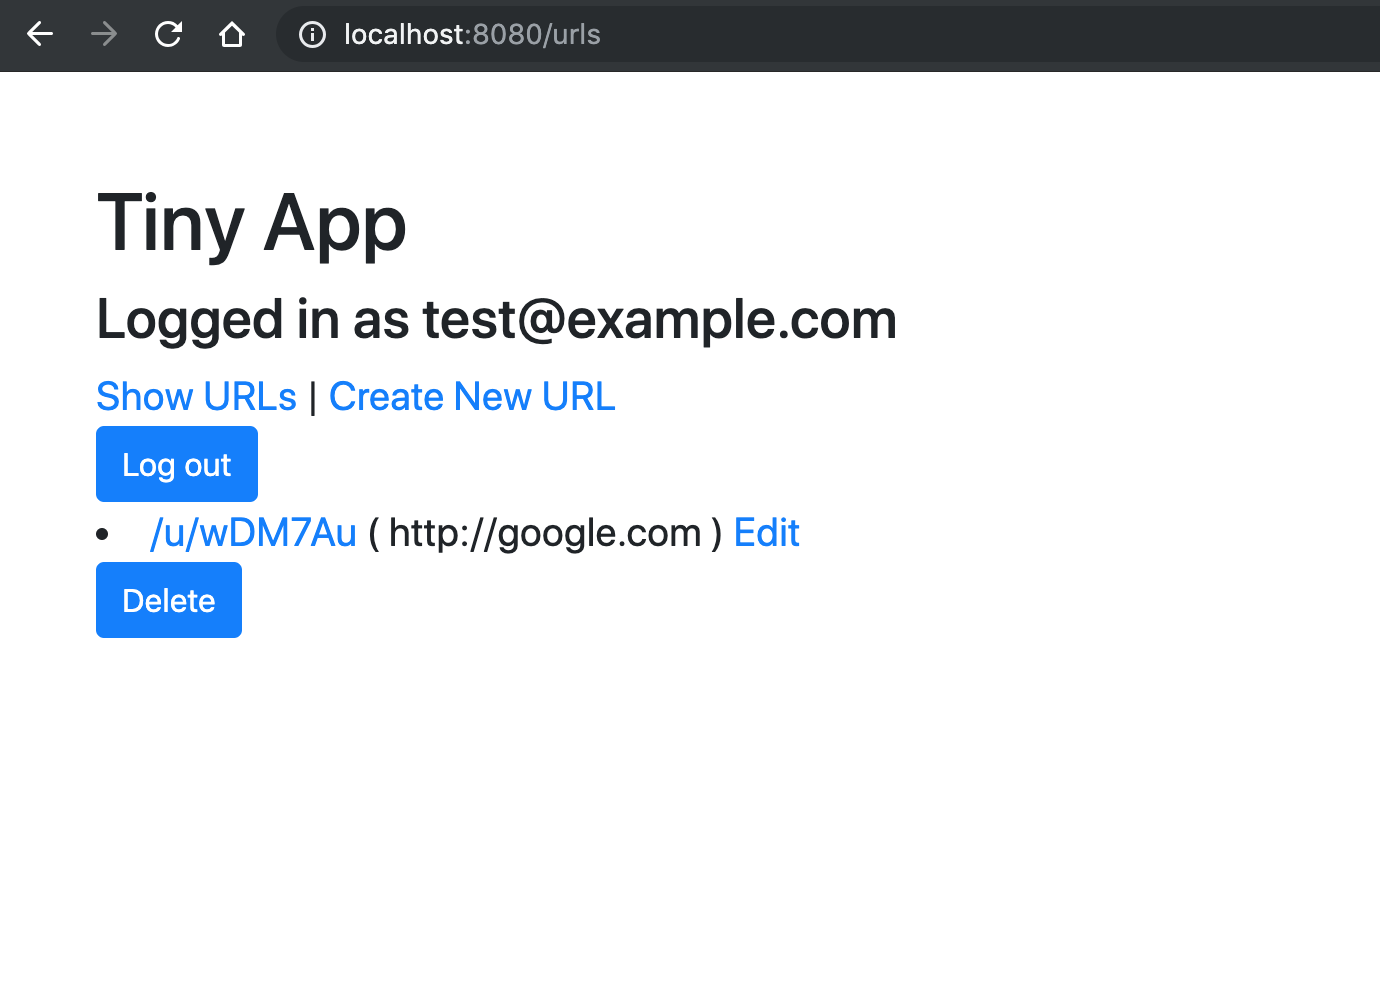 localhost:8080/urls
Tiny App
Logged in as test@example.com
Show URLs | Create New URL
Log out
• /u/wDM7Au ( http://google.com ) Edit
Delete